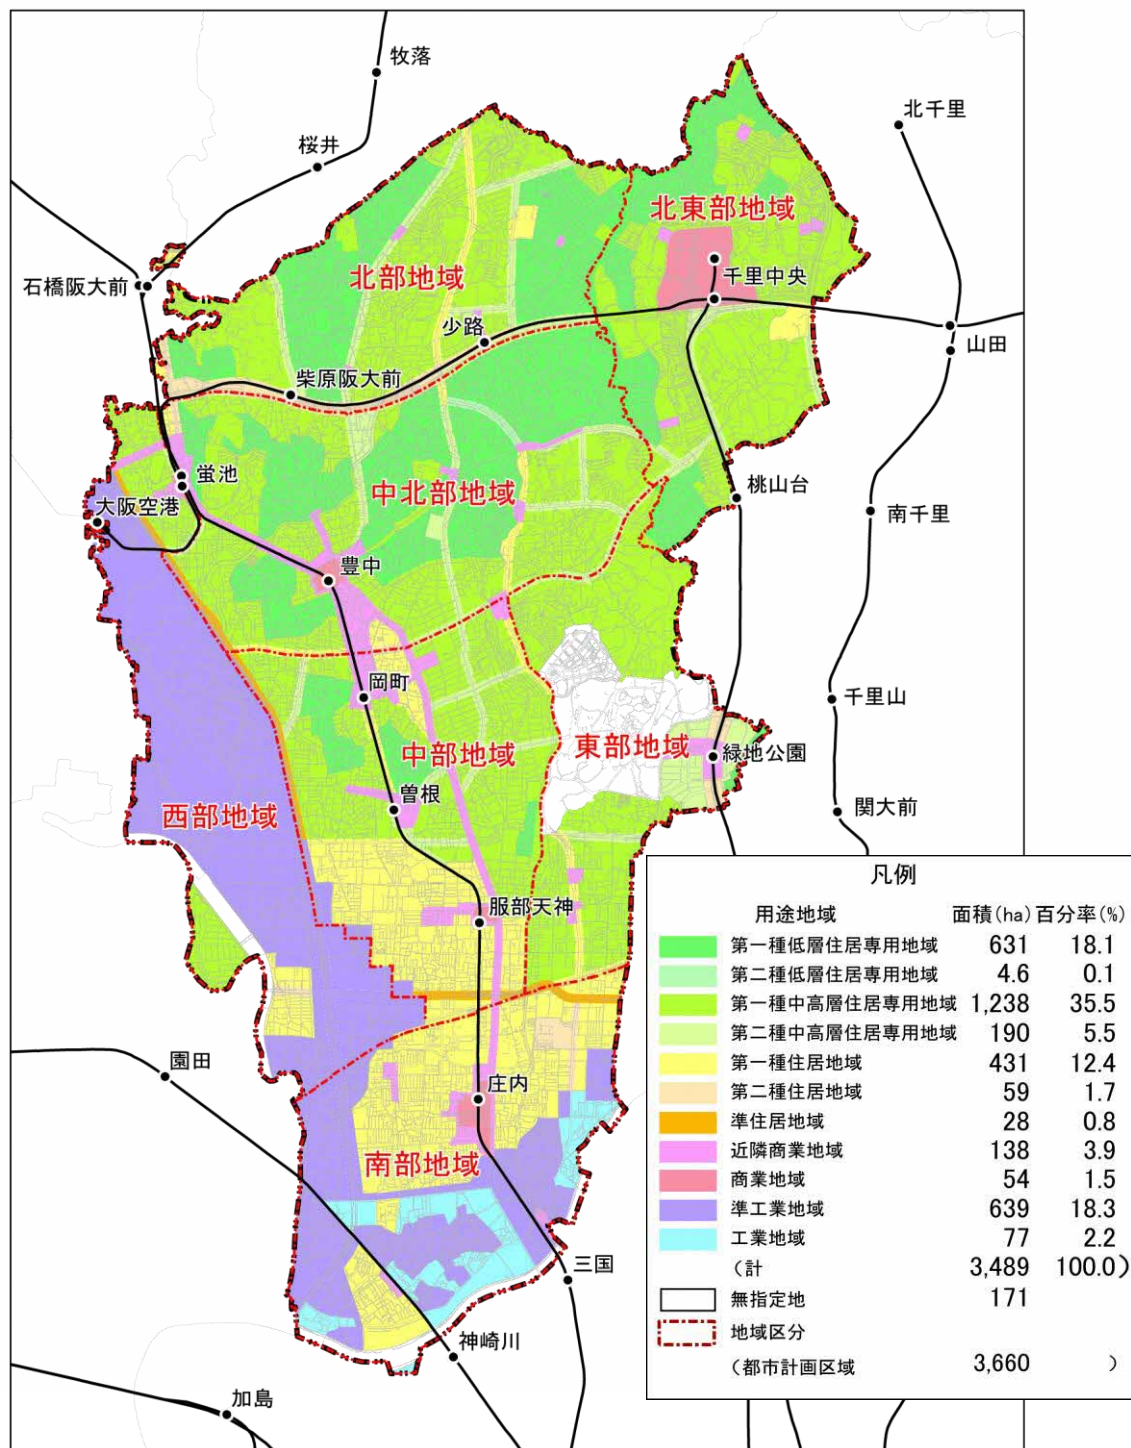 牧落
北千里
桜井
北東部地域
石橋阪大前
北部地域
千里中央
少路
山田
柴原阪大前
蛍池
中北部地域
桃山台
大阪空港
南千里
豊中
岡町
千里山
中部地域
東部地域
緑地公園
曽根
西部地域
関大前
服部天神
園田
庄内
南部地域
三国
神崎川
加島
凡例
用途地域 面積(ha) 百分率(%)
第一種低層住居専用地域 631 18.1
第二種低層住居専用地域 4.6 0.1
第一種中高層住居専用地域 1,238 35.5
第二種中高層住居専用地域 190 5.5
第一種住居地域 431 12.4
第二種住居地域 59 1.7
準住居地域 28 0.8
近隣商業地域 138 3.9
商業地域 54 1.5
準工業地域 639 18.3
工業地域 77 2.2
(計 3,489 100.0)
無指定地 171
地域区分
(都市計画区域 3,660 )